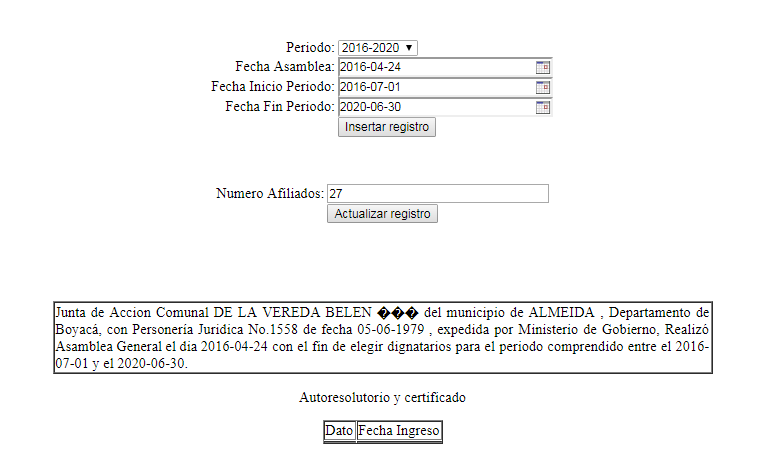 Periodo: 2016-2020
Fecha Asamblea: 2016-04-24
Fecha Inicio Periodo: 2016-07-01
Fecha Fin Periodo: 2020-06-30
Insertar registro
Numero Afiliados: 27
Actualizar registro
Junta de Accion Comunal DE LA VEREDA BELEN ��� del municipio de ALMEIDA , Departamento de
Boyacá, con Personería Juridica No.1558 de fecha 05-06-1979 , expedida por Ministerio de Gobierno, Realizó
Asamblea General el dia 2016-04-24 con el fin de elegir dignatarios para el periodo comprendido entre el 2016-
07-01 y el 2020-06-30.
Autoresolutorio y certificado
Dato Fecha Ingreso